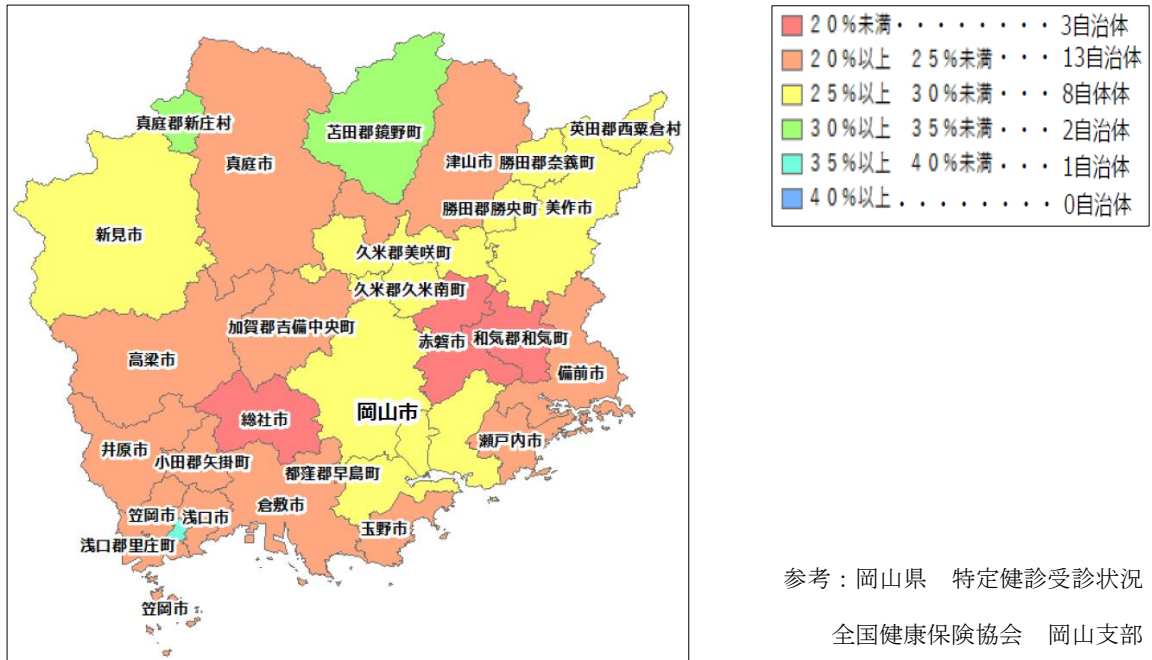 真庭郡新庄村
苫田郡鏡野町
英田郡西粟倉村
真庭市
津山市
勝田郡奈義町
勝田郡勝央町
美作市
新見市
久米郡美咲町
久米郡久米南町
加賀郡吉備中央町
赤磐市
和気郡和気町
高梁市
備前市
総社市
岡山市
瀬戸内市
井原市
小田郡矢掛町
都窪郡早島町
倉敷市
笠岡市
浅口市
玉野市
浅口郡里庄町
笠岡市
20%未満・・・・・・・・ 3自治体
20%以上 25%未満・・・ 13自治体
25%以上 30%未満・・・ 8自体体
30%以上 35%未満・・・ 2自治体
35%以上 40%未満・・・ 1自治体
40%以上・・・・・・・・ 0自治体
参考：岡山県 特定健診受診状況
全国健康保険協会 岡山支部